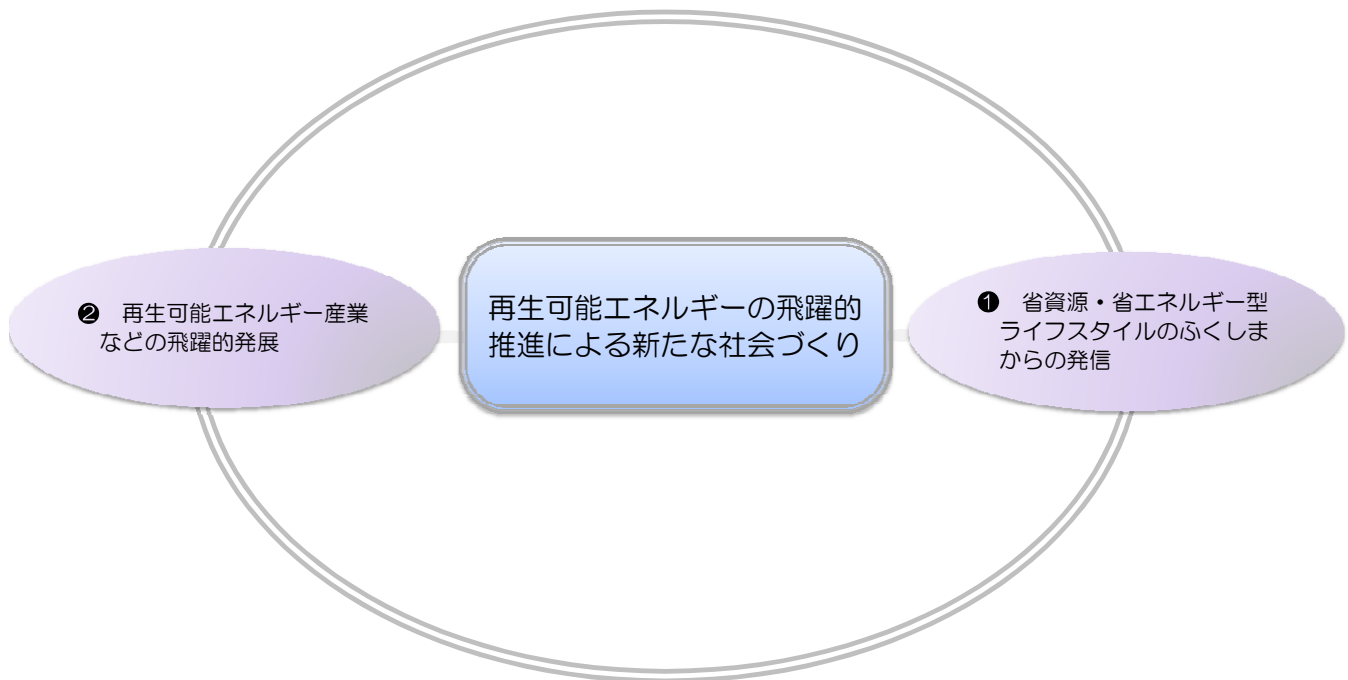 再生可能エネルギーの飛躍的
推進による新たな社会づくり
❶　省資源・省エネルギー型
ライフスタイルのふくしま
からの発信
❷　再生可能エネルギー産業
などの飛躍的発展